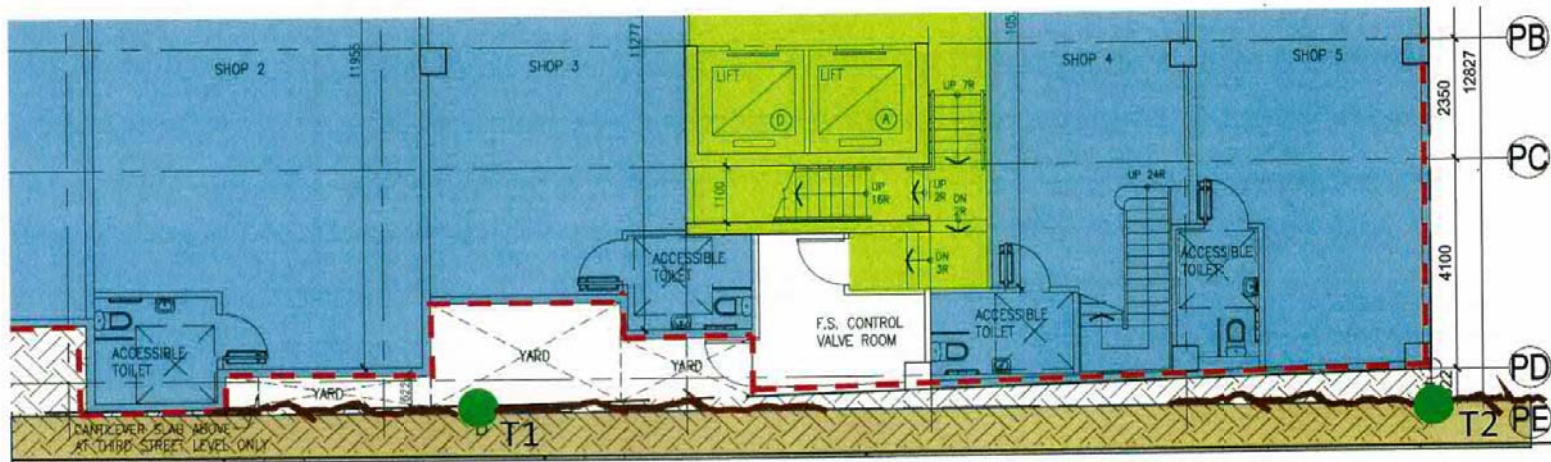 SHOP 2
11955
SHOP 3
11277
LIFT
D
LIFT
A
UP 7R
SHOP 4
SHOP 5
PB
12827
2350
PC
1100
UP
16R
UP
2R
DN
2R
UP 24R
ACCESSIBLE
TOILET
DN
3R
ACCESSIBLE
TOILET
4100
ACCESSIBLE
TOILET
YARD
YARD
F.S. CONTROL
VALVE ROOM
ACCESSIBLE
TOILET
YARD
PD
CANTILEVER SLAB ABOVE
AT THIRD STREET LEVEL ONLY
T1
T2
PE